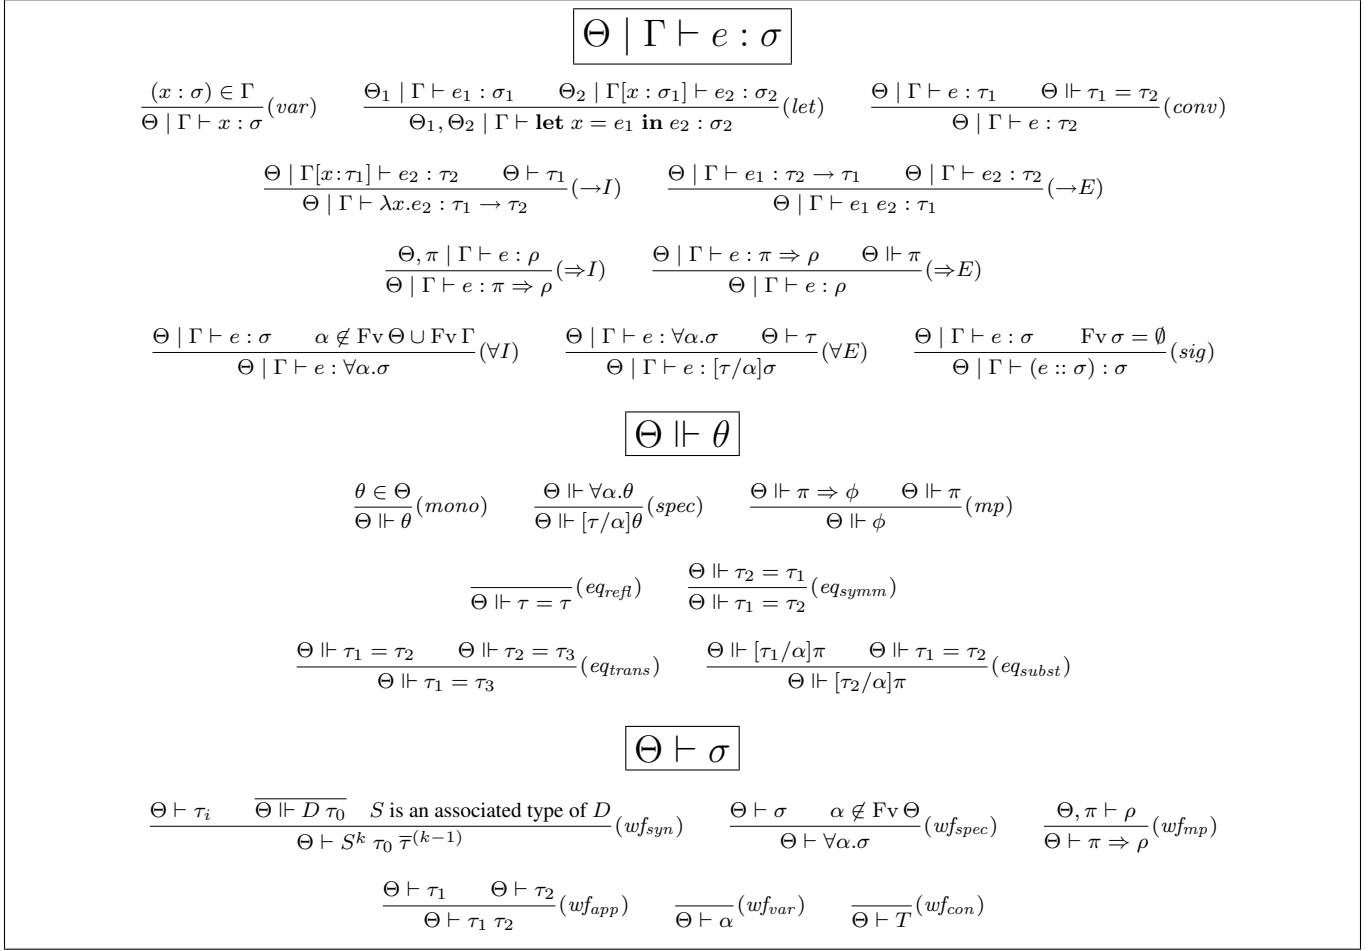 Θ | Γ ⊢ e : σ
(x : σ) ∈ Γ / Θ | Γ ⊢ x : σ (var)    Θ₁ | Γ ⊢ e₁ : σ₁   Θ₂ | Γ[x : σ₁] ⊢ e₂ : σ₂ / Θ₁, Θ₂ | Γ ⊢ let x = e₁ in e₂ : σ₂ (let)    Θ | Γ ⊢ e : τ₁   Θ ⊩ τ₁ = τ₂ / Θ | Γ ⊢ e : τ₂ (conv)
Θ | Γ[x:τ₁] ⊢ e₂ : τ₂   Θ ⊢ τ₁ / Θ | Γ ⊢ λx.e₂ : τ₁ → τ₂ (→I)    Θ | Γ ⊢ e₁ : τ₂ → τ₁   Θ | Γ ⊢ e₂ : τ₂ / Θ | Γ ⊢ e₁ e₂ : τ₁ (→E)
Θ, π | Γ ⊢ e : ρ / Θ | Γ ⊢ e : π ⇒ ρ (⇒I)    Θ | Γ ⊢ e : π ⇒ ρ   Θ ⊩ π / Θ | Γ ⊢ e : ρ (⇒E)
Θ | Γ ⊢ e : σ   α ∉ Fv Θ ∪ Fv Γ / Θ | Γ ⊢ e : ∀α.σ (∀I)    Θ | Γ ⊢ e : ∀α.σ   Θ ⊢ τ / Θ | Γ ⊢ e : [τ/α]σ (∀E)    Θ | Γ ⊢ e : σ   Fv σ = ∅ / Θ | Γ ⊢ (e :: σ) : σ (sig)
Θ ⊩ θ
θ ∈ Θ / Θ ⊩ θ (mono)    Θ ⊩ ∀α.θ / Θ ⊩ [τ/α]θ (spec)    Θ ⊩ π ⇒ φ   Θ ⊩ π / Θ ⊩ φ (mp)
Θ ⊩ τ = τ (eq_refl)    Θ ⊩ τ₂ = τ₁ / Θ ⊩ τ₁ = τ₂ (eq_symm)
Θ ⊩ τ₁ = τ₂   Θ ⊩ τ₂ = τ₃ / Θ ⊩ τ₁ = τ₃ (eq_trans)    Θ ⊩ [τ₁/α]π   Θ ⊩ τ₁ = τ₂ / Θ ⊩ [τ₂/α]π (eq_subst)
Θ ⊢ σ
Θ ⊢ τᵢ   Θ ⊩ D τ₀   S is an associated type of D / Θ ⊢ Sᵏ τ₀ τ̄⁽ᵏ⁻¹⁾ (wf_syn)    Θ ⊢ σ   α ∉ Fv Θ / Θ ⊢ ∀α.σ (wf_spec)    Θ, π ⊢ ρ / Θ ⊢ π ⇒ ρ (wf_mp)
Θ ⊢ τ₁   Θ ⊢ τ₂ / Θ ⊢ τ₁ τ₂ (wf_app)    Θ ⊢ α (wf_var)    Θ ⊢ T (wf_con)